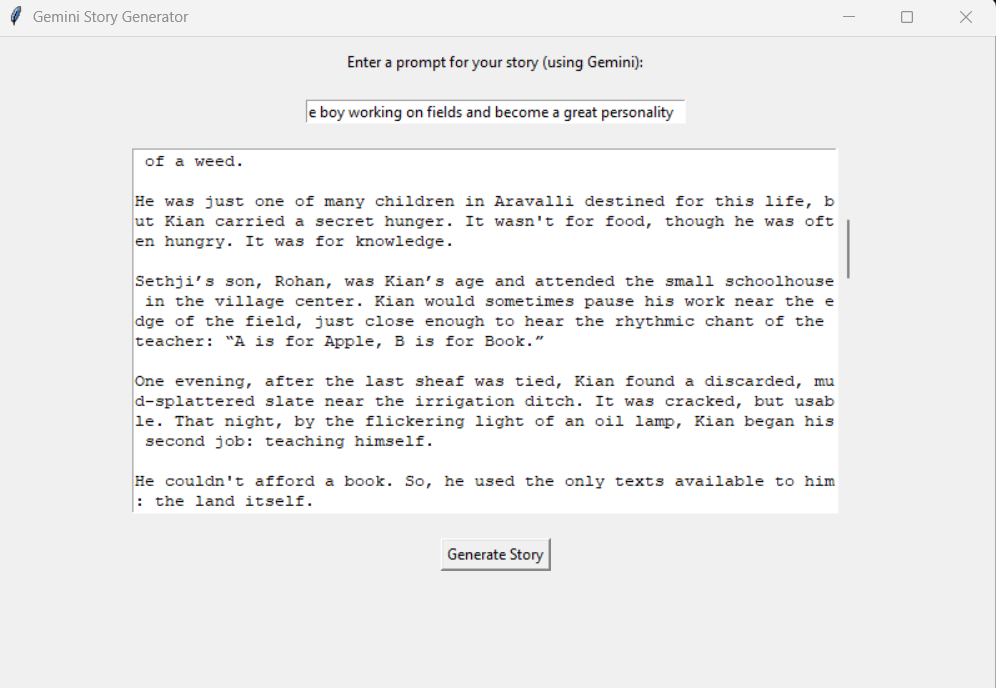 Gemini Story Generator
Enter a prompt for your story (using Gemini):
e boy working on fields and become a great personality
of a weed.
He was just one of many children in Aravalli destined for this life, b
ut Kian carried a secret hunger. It wasn't for food, though he was oft
en hungry. It was for knowledge.
Sethji’s son, Rohan, was Kian’s age and attended the small schoolhouse
in the village center. Kian would sometimes pause his work near the e
dge of the field, just close enough to hear the rhythmic chant of the
teacher: “A is for Apple, B is for Book.”
One evening, after the last sheaf was tied, Kian found a discarded, mu
d-splattered slate near the irrigation ditch. It was cracked, but usab
le. That night, by the flickering light of an oil lamp, Kian began his
second job: teaching himself.
He couldn't afford a book. So, he used the only texts available to him
: the land itself.
Generate Story